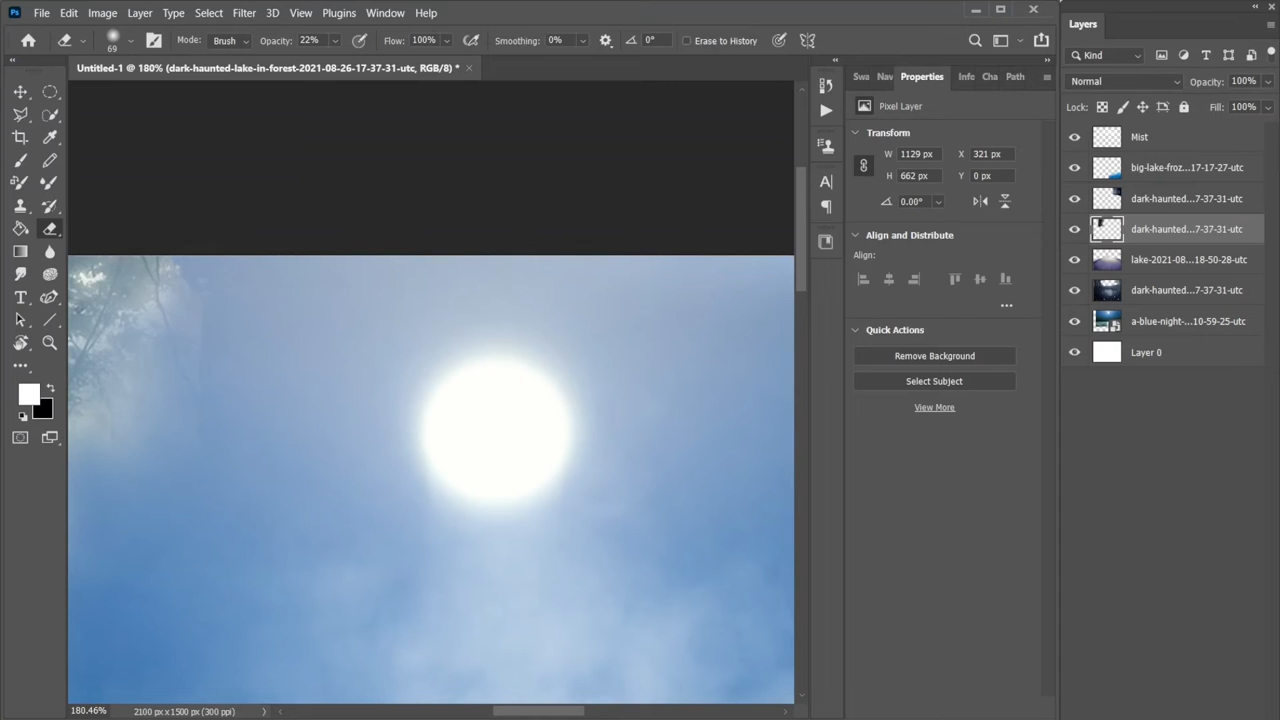 Ps File Edit Image Layer Type Select Filter 3D View Plugins Window Help
69 Mode: Brush Opacity: 22% Flow: 100% Smoothing: 0% 0° Erase to History
Untitled-1 @ 180% (dark-haunted-lake-in-forest-2021-08-26-17-37-31-utc, RGB/8) *
180.46% 2100 px x 1500 px (300 ppi)
Swa Nav Properties Info Cha Path
Pixel Layer
Transform
W 1129 px X 321 px
H 662 px Y 0 px
0.00°
Align and Distribute
Align:
Quick Actions
Remove Background
Select Subject
View More
Layers
Kind
Normal Opacity: 100%
Lock: Fill: 100%
Mist
big-lake-froz...17-17-27-utc
dark-haunted...7-37-31-utc
dark-haunted...7-37-31-utc
lake-2021-08...18-50-28-utc
dark-haunted...7-37-31-utc
a-blue-night-...10-59-25-utc
Layer 0